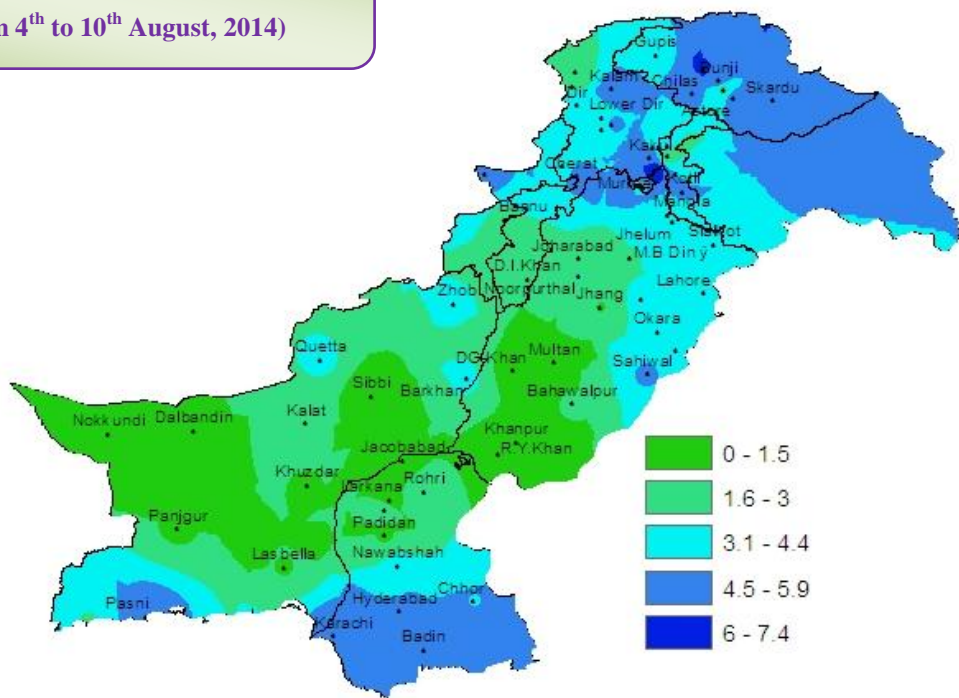 n 4th to 10th August, 2014)
Gupis
Bunji
Kalam
Chilas
Skardu
Dir
Lower Dir
Astore
Kakul
Cherat
Murree
Kotli
Bannu
Mangla
Jhelum
Sialkot
Joharabad
M.B Diny
D.I.Khan
Lahore
Zhob
Noorpurthal
Jhang
Okara
Quetta
DG Khan
Multan
Sahiwal
Sibbi
Barkhan
Bahawalpur
Nokkundi
Dalbandin
Kalat
Khanpur
Jacobabad
R.Y.Khan
0 - 1.5
Khuzdar
Rohri
Larkana
1.6 - 3
Panjgur
Padidan
Lasbella
Nawabshah
3.1 - 4.4
Pasni
Hyderabad
Chhor
4.5 - 5.9
Karachi
Badin
6 - 7.4